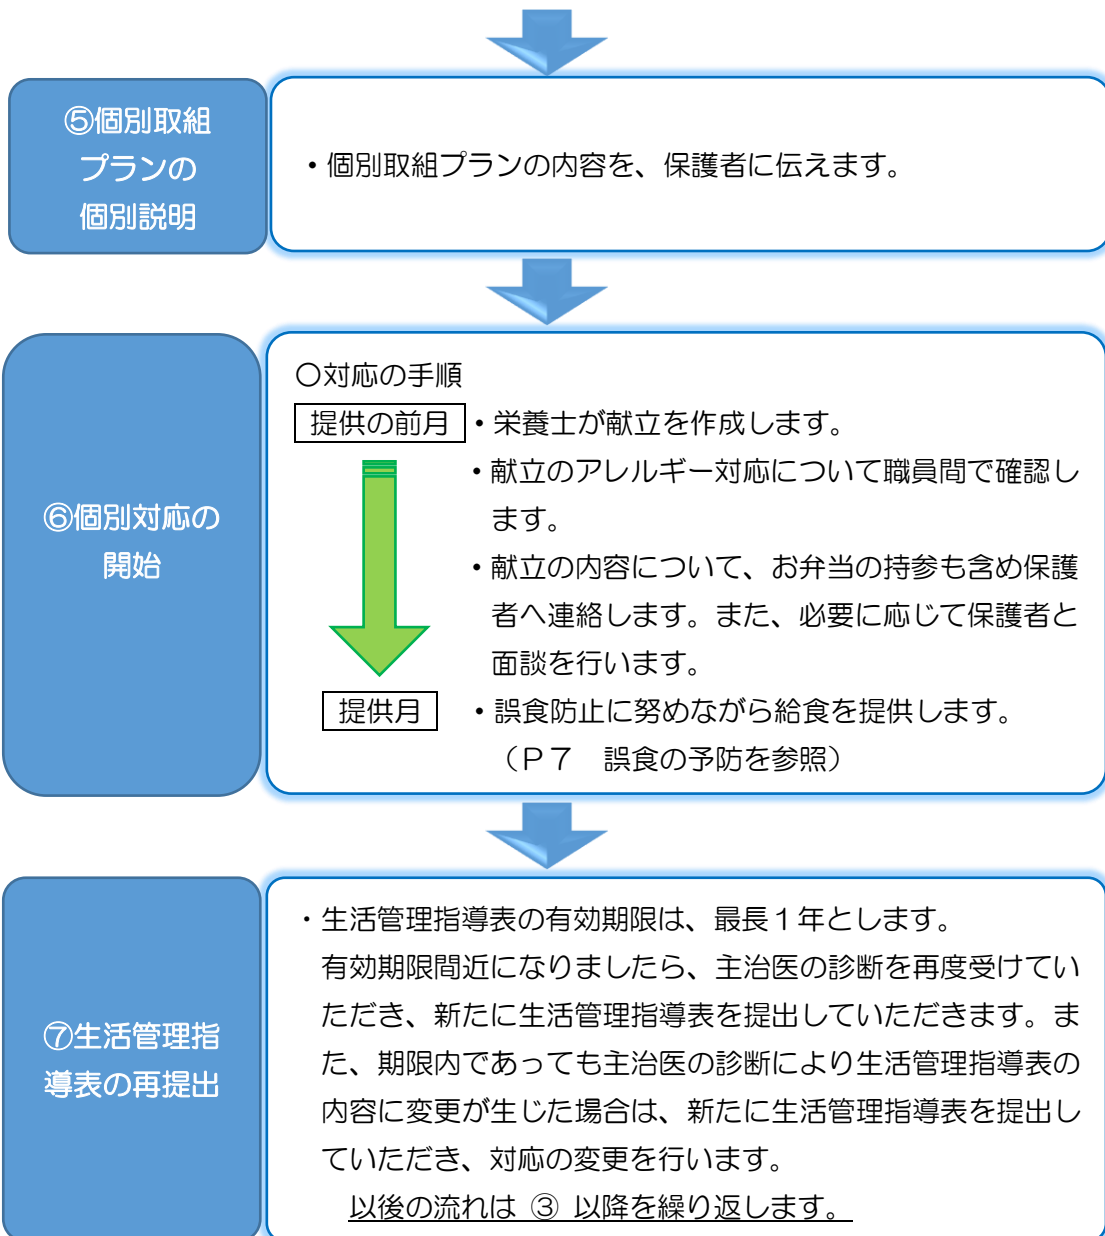 ⑤個別取組
プランの
個別説明
・個別取組プランの内容を、保護者に伝えます。
⑥個別対応の
開始
〇対応の手順
提供の前月 ・栄養士が献立を作成します。
・献立のアレルギー対応について職員間で確認し
ます。
・献立の内容について、お弁当の持参も含め保護
者へ連絡します。また、必要に応じて保護者と
面談を行います。
提供月 ・誤食防止に努めながら給食を提供します。
（Ｐ７　誤食の予防を参照）
⑦生活管理指
導表の再提出
・生活管理指導表の有効期限は、最長１年とします。
有効期限間近になりましたら、主治医の診断を再度受けてい
ただき、新たに生活管理指導表を提出していただきます。ま
た、期限内であっても主治医の診断により生活管理指導表の
内容に変更が生じた場合は、新たに生活管理指導表を提出し
ていただき、対応の変更を行います。
以後の流れは ③ 以降を繰り返します。